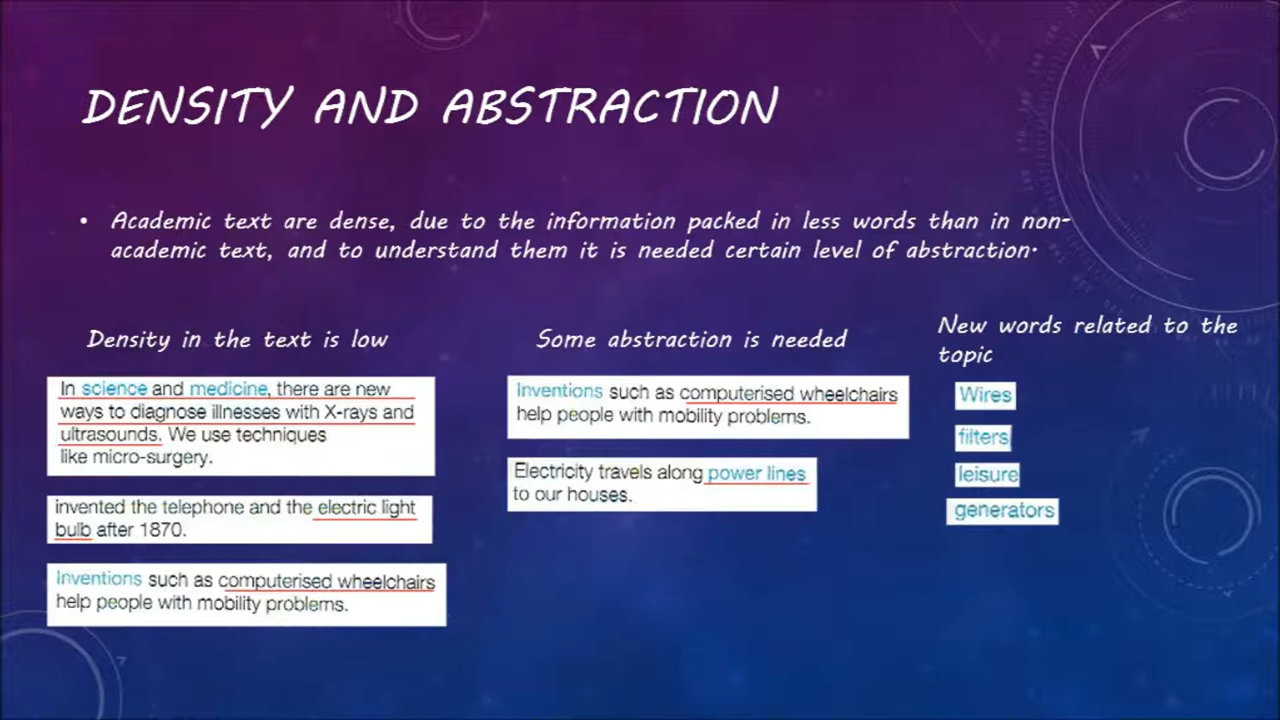 DENSITY AND ABSTRACTION
• Academic text are dense, due to the information packed in less words than in non-
academic text, and to understand them it is needed certain level of abstraction.
Density in the text is low
In science and medicine, there are new
ways to diagnose illnesses with X-rays and
ultrasounds. We use techniques
like micro-surgery.
invented the telephone and the electric light
bulb after 1870.
Inventions such as computerised wheelchairs
help people with mobility problems.
Some abstraction is needed
Inventions such as computerised wheelchairs
help people with mobility problems.
Electricity travels along power lines
to our houses.
New words related to the
topic
Wires
filters
leisure
generators